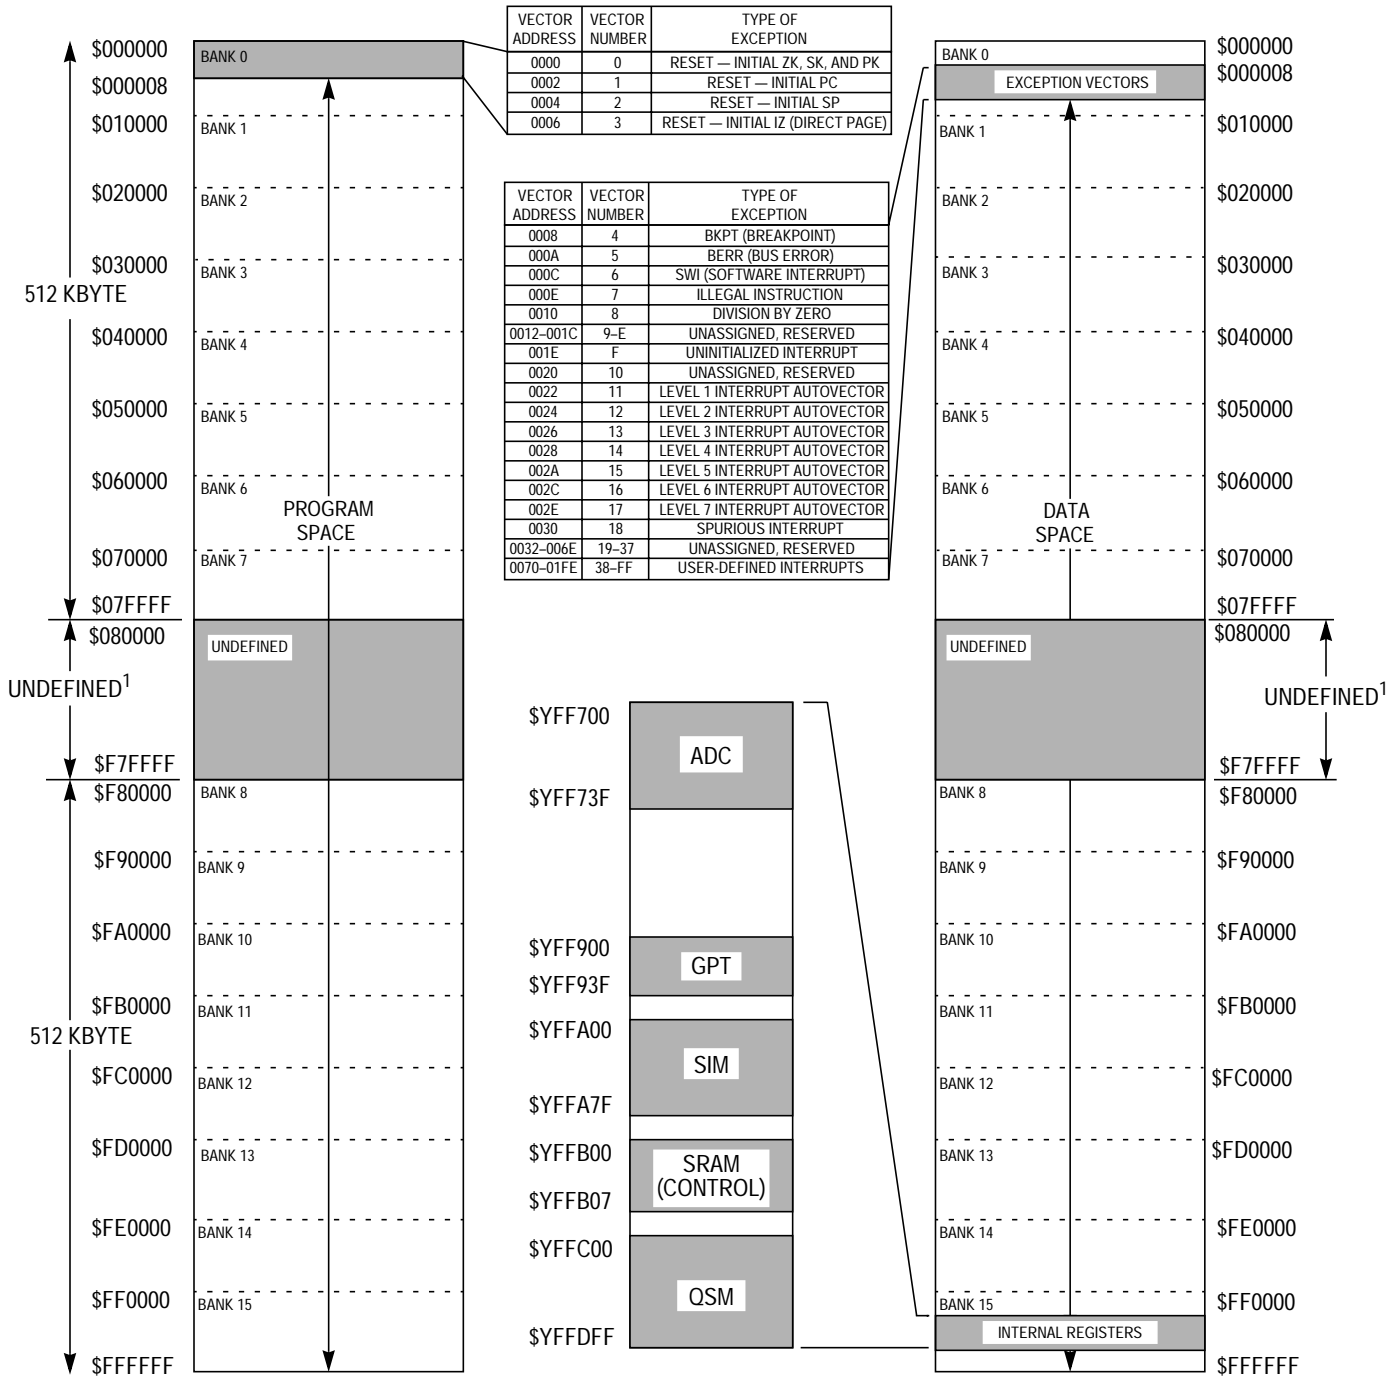 $000000
$000008
$010000
$020000
$030000
512 KBYTE
$040000
$050000
$060000
$070000
$07FFFF
$080000
UNDEFINED1
$F7FFFF
$F80000
$F90000
$FA0000
$FB0000
512 KBYTE
$FC0000
$FD0000
$FE0000
$FF0000
$FFFFFF
BANK 0
BANK 1
BANK 2
BANK 3
BANK 4
BANK 5
BANK 6
PROGRAM
SPACE
BANK 7
UNDEFINED
BANK 8
BANK 9
BANK 10
BANK 11
BANK 12
BANK 13
BANK 14
BANK 15
VECTOR ADDRESS VECTOR NUMBER TYPE OF EXCEPTION
0000 0 RESET — INITIAL ZK, SK, AND PK
0002 1 RESET — INITIAL PC
0004 2 RESET — INITIAL SP
0006 3 RESET — INITIAL IZ (DIRECT PAGE)
VECTOR ADDRESS VECTOR NUMBER TYPE OF EXCEPTION
0008 4 BKPT (BREAKPOINT)
000A 5 BERR (BUS ERROR)
000C 6 SWI (SOFTWARE INTERRUPT)
000E 7 ILLEGAL INSTRUCTION
0010 8 DIVISION BY ZERO
0012–001C 9–E UNASSIGNED, RESERVED
001E F UNINITIALIZED INTERRUPT
0020 10 UNASSIGNED, RESERVED
0022 11 LEVEL 1 INTERRUPT AUTOVECTOR
0024 12 LEVEL 2 INTERRUPT AUTOVECTOR
0026 13 LEVEL 3 INTERRUPT AUTOVECTOR
0028 14 LEVEL 4 INTERRUPT AUTOVECTOR
002A 15 LEVEL 5 INTERRUPT AUTOVECTOR
002C 16 LEVEL 6 INTERRUPT AUTOVECTOR
002E 17 LEVEL 7 INTERRUPT AUTOVECTOR
0030 18 SPURIOUS INTERRUPT
0032–006E 19–37 UNASSIGNED, RESERVED
0070–01FE 38–FF USER-DEFINED INTERRUPTS
$YFF700
ADC
$YFF73F
$YFF900
GPT
$YFF93F
$YFFA00
SIM
$YFFA7F
$YFFB00
SRAM
(CONTROL)
$YFFB07
$YFFC00
QSM
$YFFDFF
BANK 0
EXCEPTION VECTORS
BANK 1
BANK 2
BANK 3
BANK 4
BANK 5
BANK 6
DATA
SPACE
BANK 7
UNDEFINED
BANK 8
BANK 9
BANK 10
BANK 11
BANK 12
BANK 13
BANK 14
BANK 15
INTERNAL REGISTERS
$000000
$000008
$010000
$020000
$030000
$040000
$050000
$060000
$070000
$07FFFF
$080000
UNDEFINED1
$F7FFFF
$F80000
$F90000
$FA0000
$FB0000
$FC0000
$FD0000
$FE0000
$FF0000
$FFFFFF